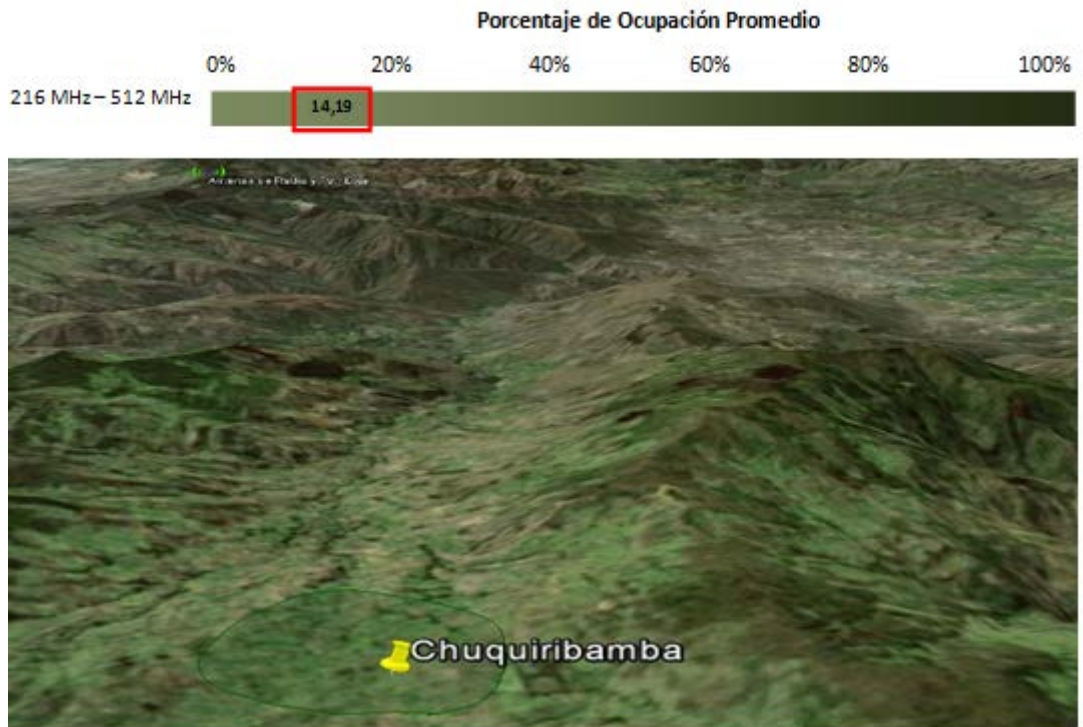 Porcentaje de Ocupación Promedio
0% 20% 40% 60% 80% 100%
216 MHz – 512 MHz
14,19
Chuquiribamba